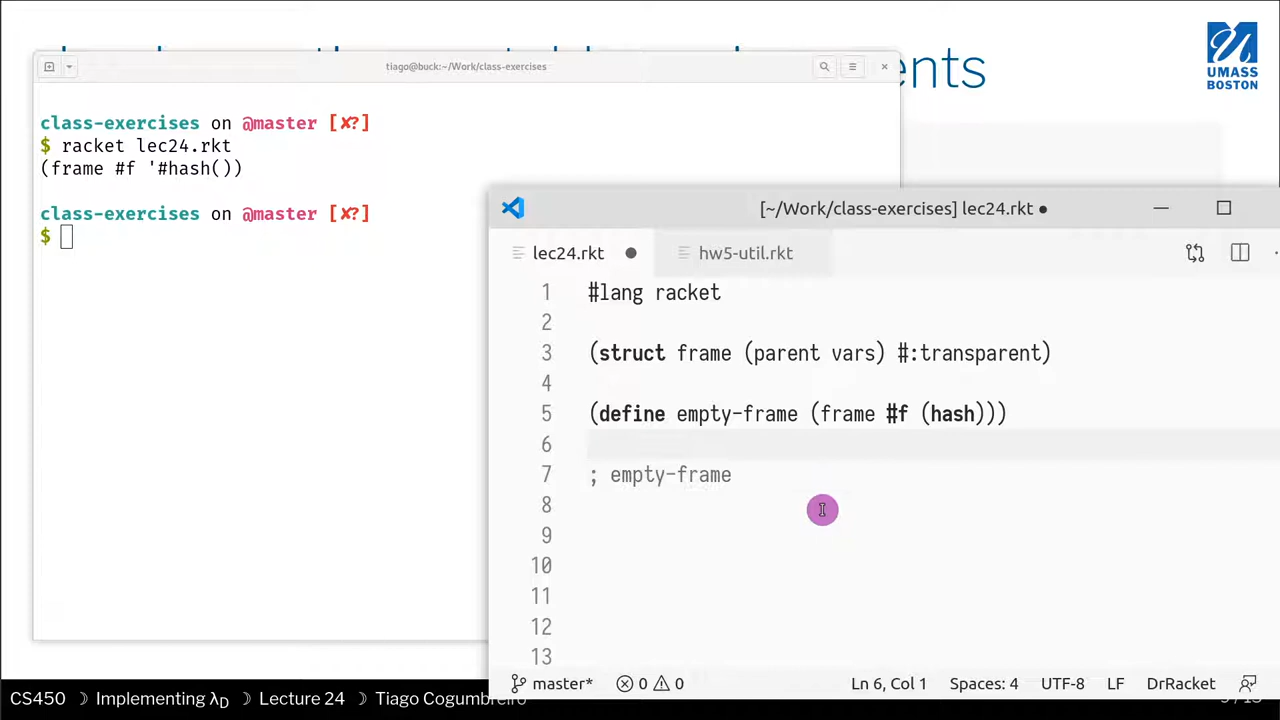 ents
UMASS
BOSTON
tiago@buck:~/Work/class-exercises
class-exercises on @master [✘?]
$ racket lec24.rkt
(frame #f '#hash())
class-exercises on @master [✘?]
$
[~/Work/class-exercises] lec24.rkt ●
lec24.rkt ● hw5-util.rkt
1 #lang racket
2
3 (struct frame (parent vars) #:transparent)
4
5 (define empty-frame (frame #f (hash)))
6
7 ; empty-frame
8
9
10
11
12
13
master* 0 0 Ln 6, Col 1 Spaces: 4 UTF-8 LF DrRacket
CS450 ☽ Implementing λD ☽ Lecture 24 ☽ Tiago Cogumbreiro